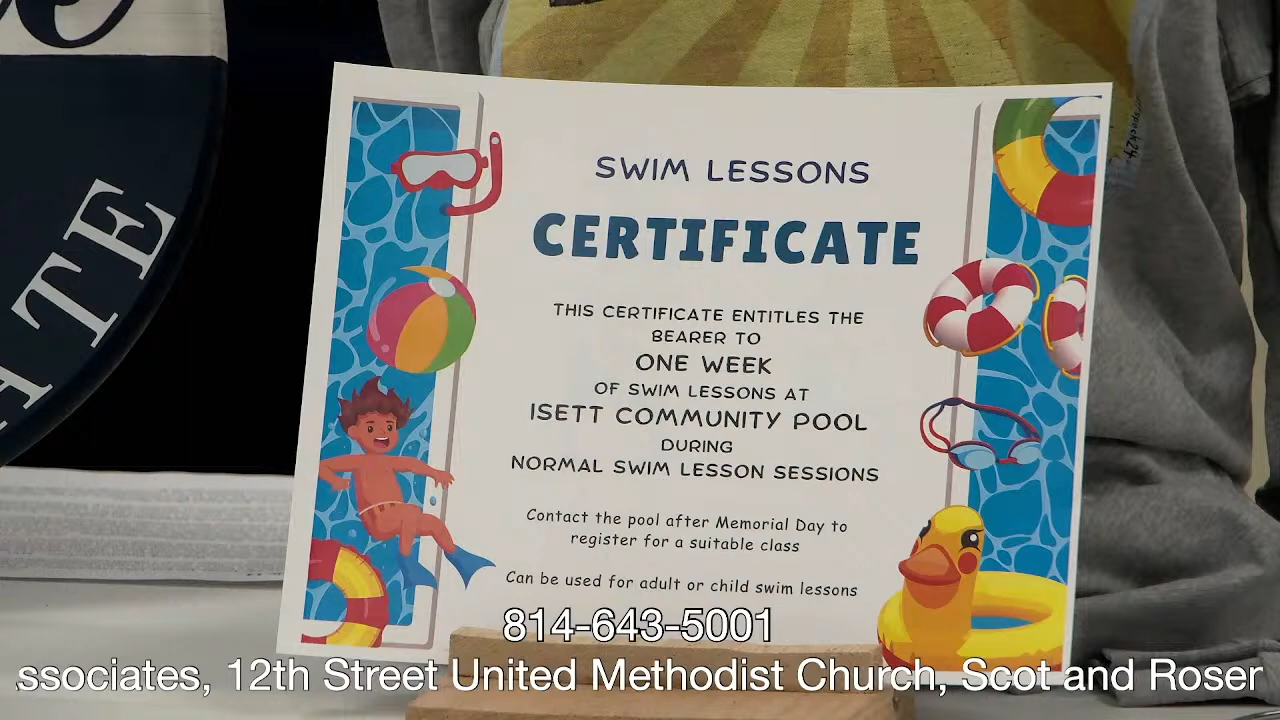 ATE
SWIM LESSONS
CERTIFICATE
THIS CERTIFICATE ENTITLES THE
BEARER TO
ONE WEEK
OF SWIM LESSONS AT
ISETT COMMUNITY POOL
DURING
NORMAL SWIM LESSON SESSIONS
Contact the pool after Memorial Day to
register for a suitable class
Can be used for adult or child swim lessons
814-643-5001
ssociates, 12th Street United Methodist Church, Scot and Roser